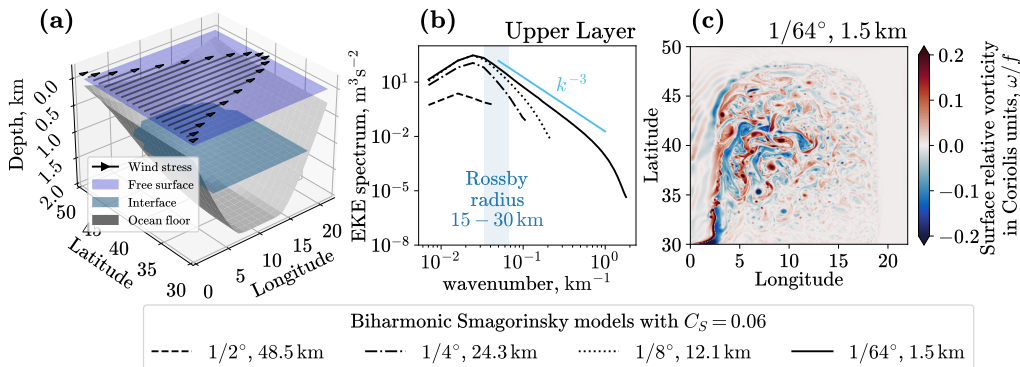 (a)
Depth, km
0.0
0.5
1.0
1.5
2.0
50
45
40
35
30
Latitude
0
5
10
15
20
Longitude
Wind stress
Free surface
Interface
Ocean floor
(b)
Upper Layer
EKE spectrum, m³s⁻²
10¹
10⁻²
10⁻⁵
10⁻⁸
k⁻³
Rossby
radius
15 − 30 km
10⁻² 10⁻¹ 10⁰
wavenumber, km⁻¹
(c)
1/64°, 1.5 km
Latitude
50
45
40
35
30
0 5 10 15 20
Longitude
0.2
0.1
0.0
−0.1
−0.2
Surface relative vorticity
in Coriolis units, ω/f
Biharmonic Smagorinsky models with C_S = 0.06
1/2°, 48.5 km 1/4°, 24.3 km 1/8°, 12.1 km 1/64°, 1.5 km